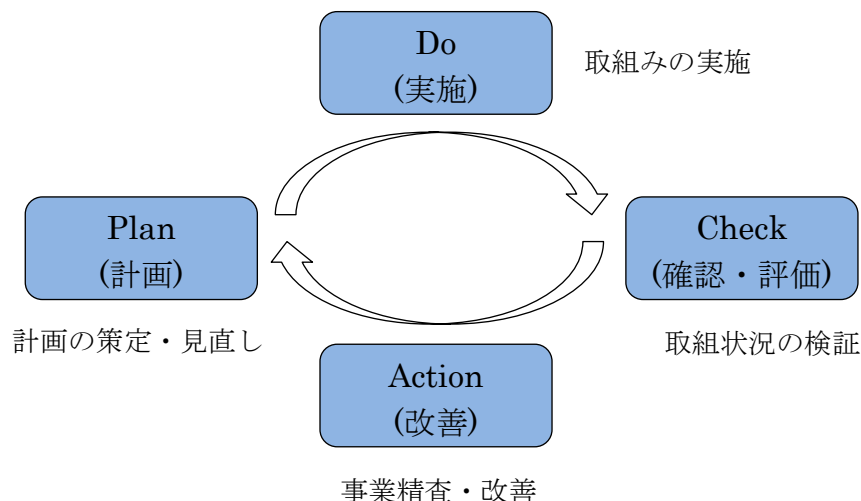 Do
(実施)
取組みの実施
Plan
(計画)
計画の策定・見直し
Check
(確認・評価)
取組状況の検証
Action
(改善)
事業精査・改善